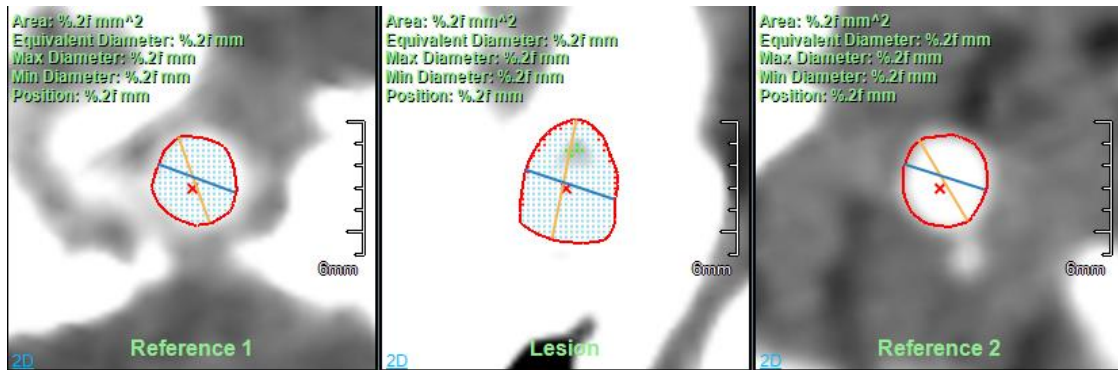 Area: %.2f mm^2
Equivalent Diameter: %.2f mm
Max Diameter: %.2f mm
Min Diameter: %.2f mm
Position: %.2f mm
6mm
Reference 1
2D
Area: %.2f mm^2
Equivalent Diameter: %.2f mm
Max Diameter: %.2f mm
Min Diameter: %.2f mm
Position: %.2f mm
6mm
Lesion
2D
Area: %.2f mm^2
Equivalent Diameter: %.2f mm
Max Diameter: %.2f mm
Min Diameter: %.2f mm
Position: %.2f mm
6mm
Reference 2
2D